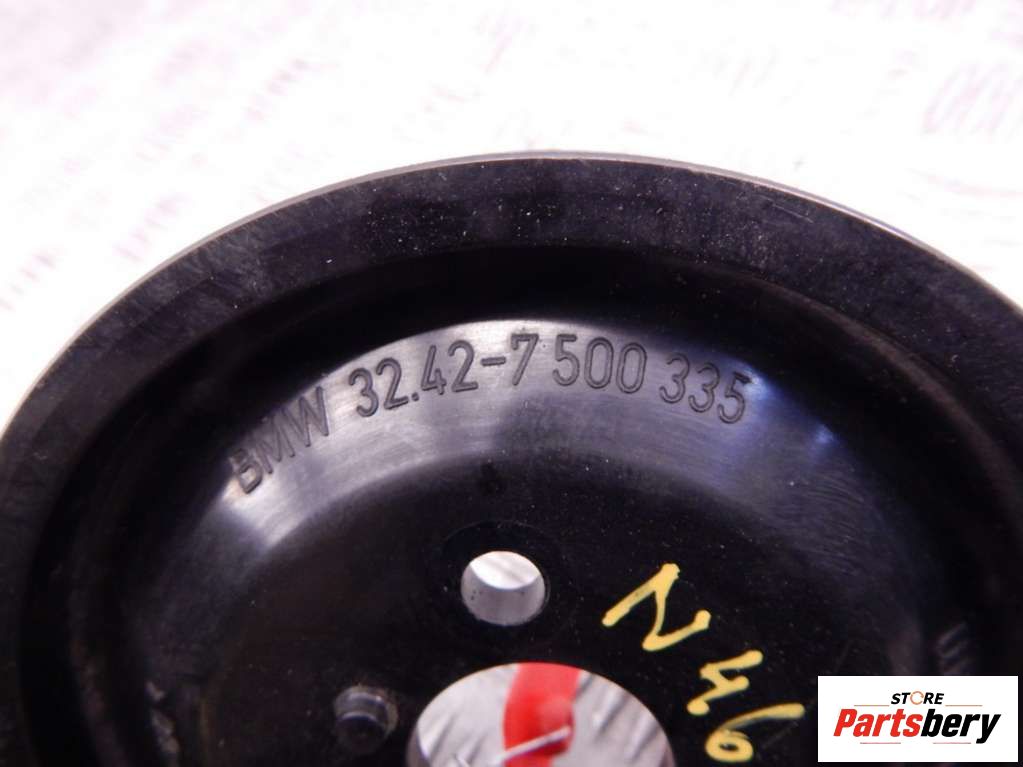 BMW 32.42-7 500 335
N46
STORE
Partsbery